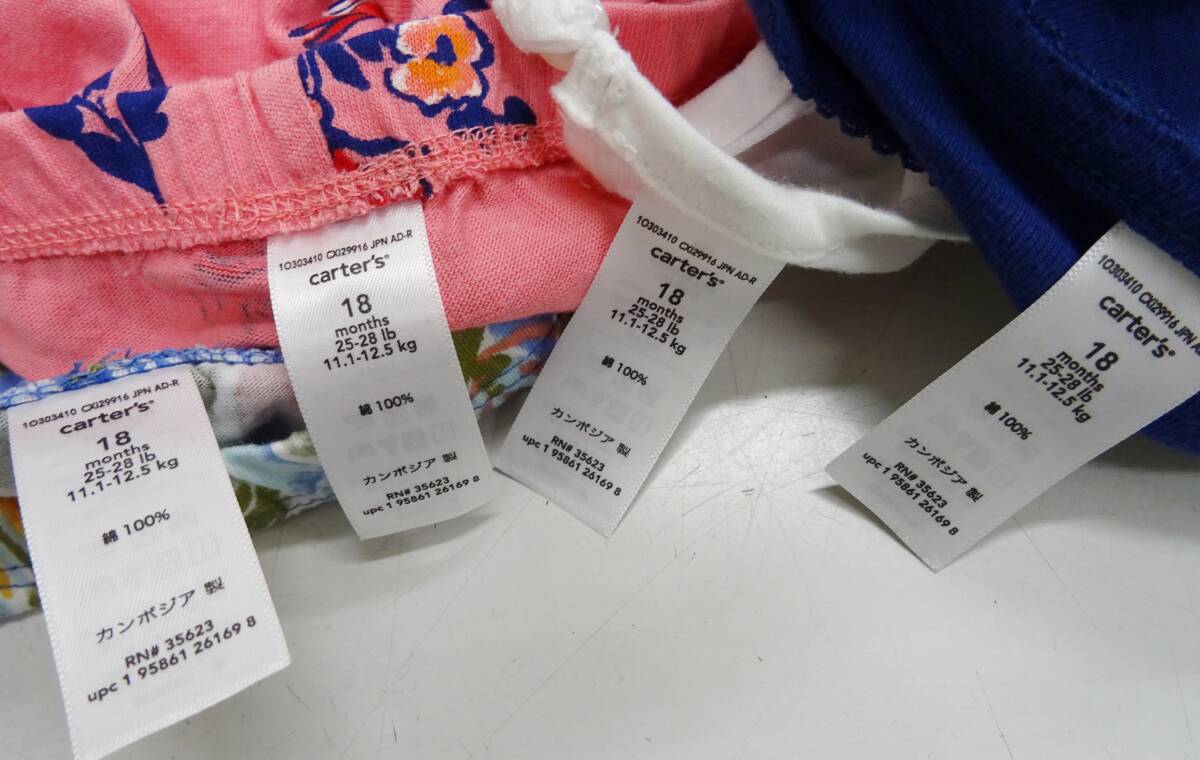 1O303410 CXI29916 JPN AD-R
carter's
18
months
25-28 lb
11.1-12.5 kg
綿 100%
カンボジア 製
RN# 35623
upc 1 95861 26169 8
1O303410 CXI29916 JPN AD-R
carter's
18
months
25-28 lb
11.1-12.5 kg
綿 100%
カンボジア 製
RN# 35623
upc 1 95861 26169 8
1O303410 CXI29916 JPN AD-R
carter's
18
months
25-28 lb
11.1-12.5 kg
綿 100%
カンボジア 製
RN# 35623
upc 1 95861 26169 8
1O303410 CXI29916 JPN AD-R
carter's
18
months
25-28 lb
11.1-12.5 kg
綿 100%
カンボジア 製
RN# 35623
upc 1 95861 26169 8